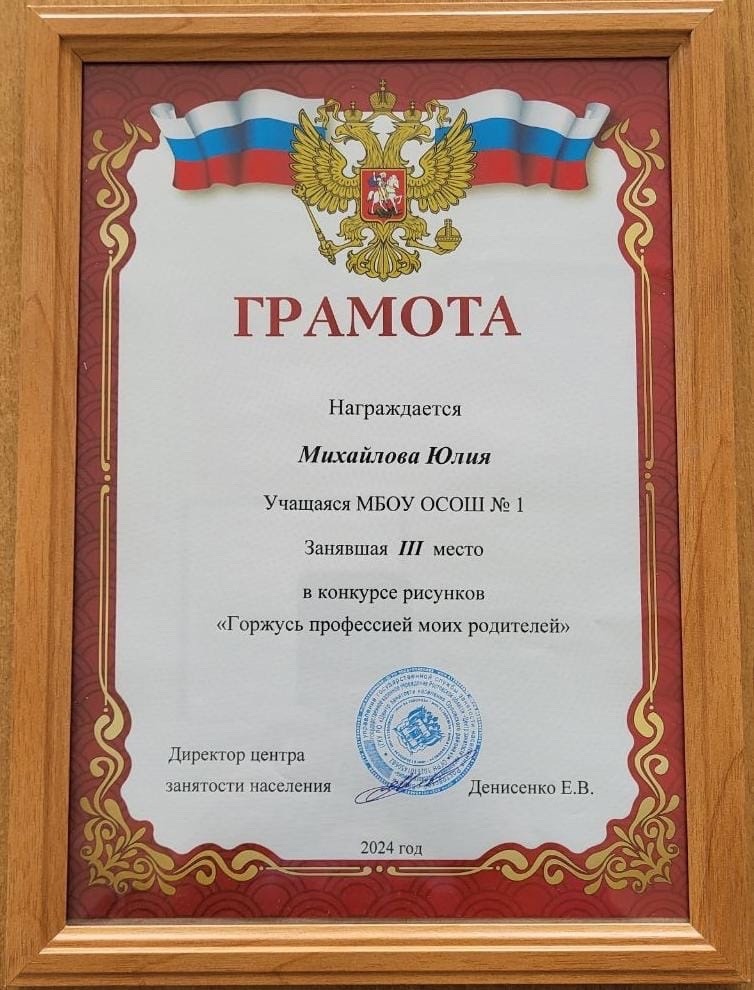 ГРАМОТА
Награждается
Михайлова Юлия
Учащаяся МБОУ ОСОШ № 1
Занявшая III место
в конкурсе рисунков
«Горжусь профессией моих родителей»
Директор центра
занятости населения
Денисенко Е.В.
2024 год